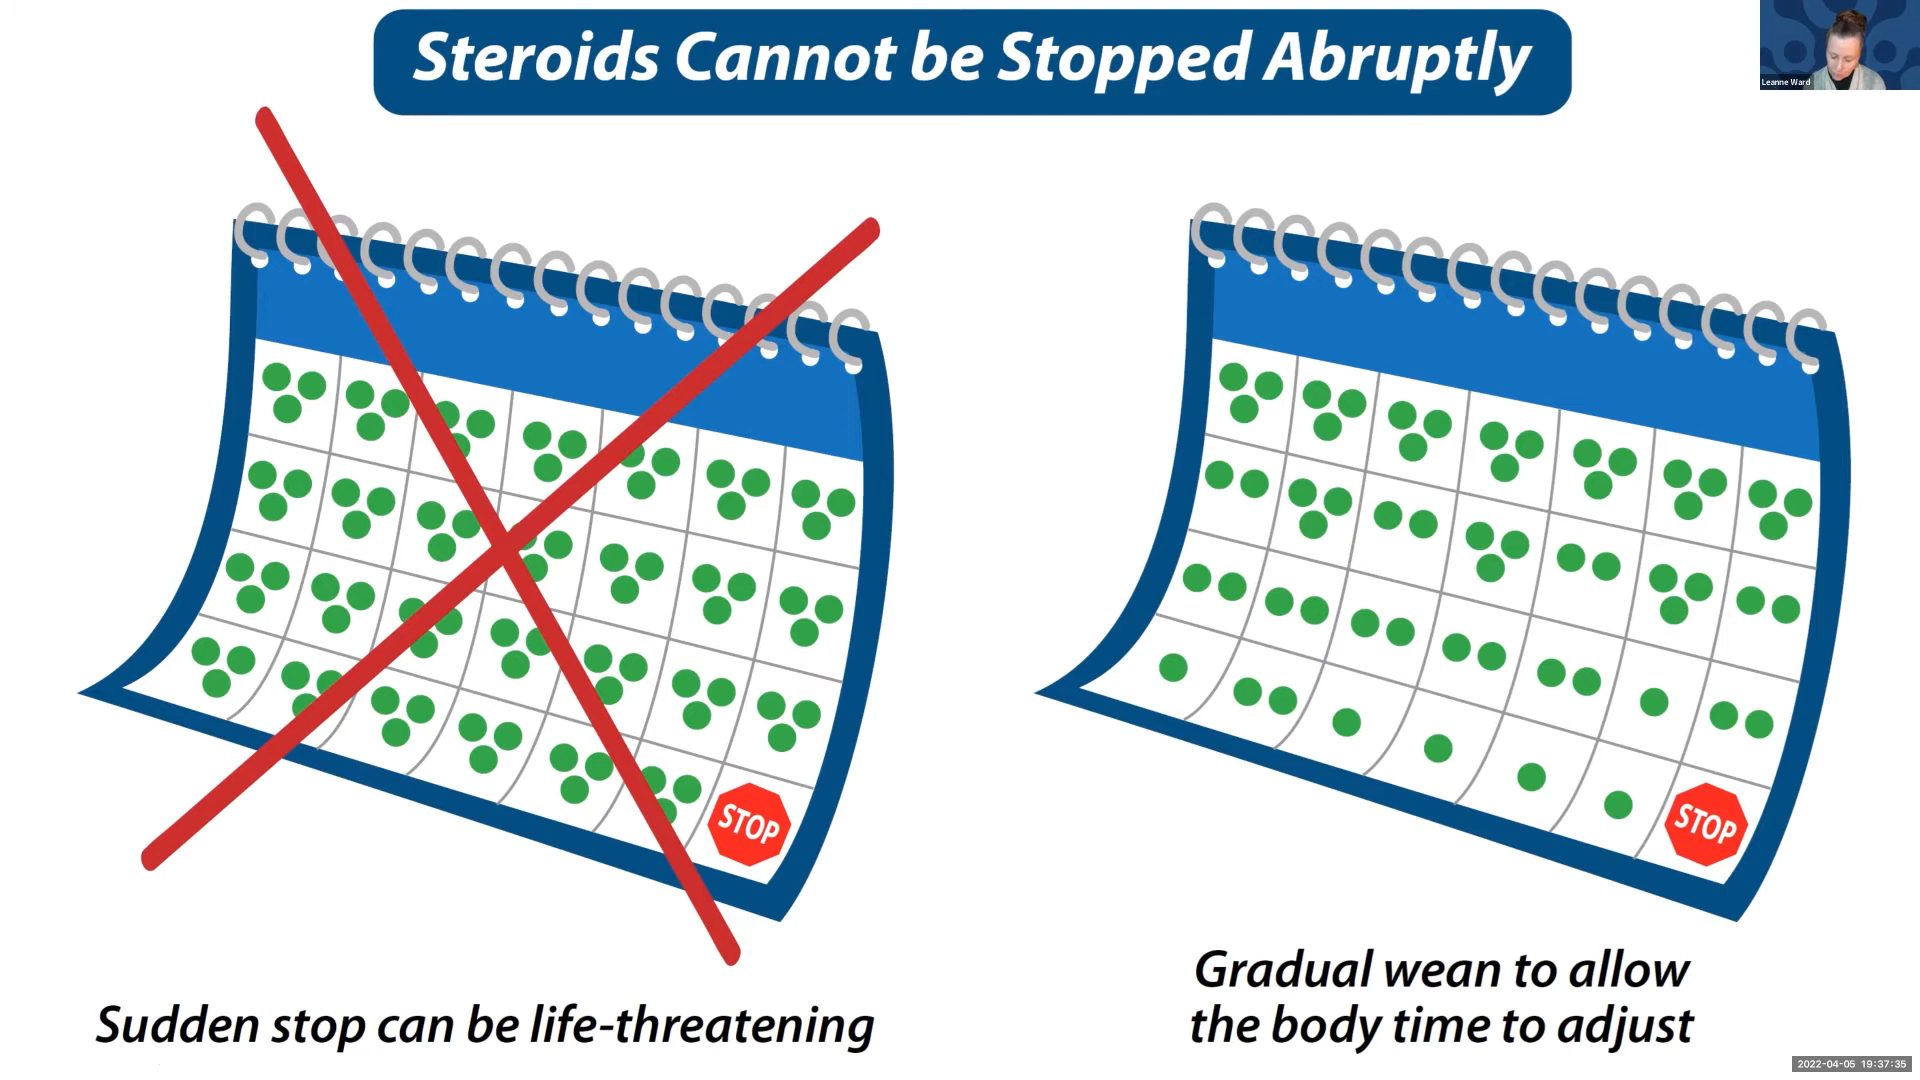 Steroids Cannot be Stopped Abruptly
Leanne Ward
STOP
STOP
Sudden stop can be life-threatening
Gradual wean to allow
the body time to adjust
2022-04-05 19:37:35